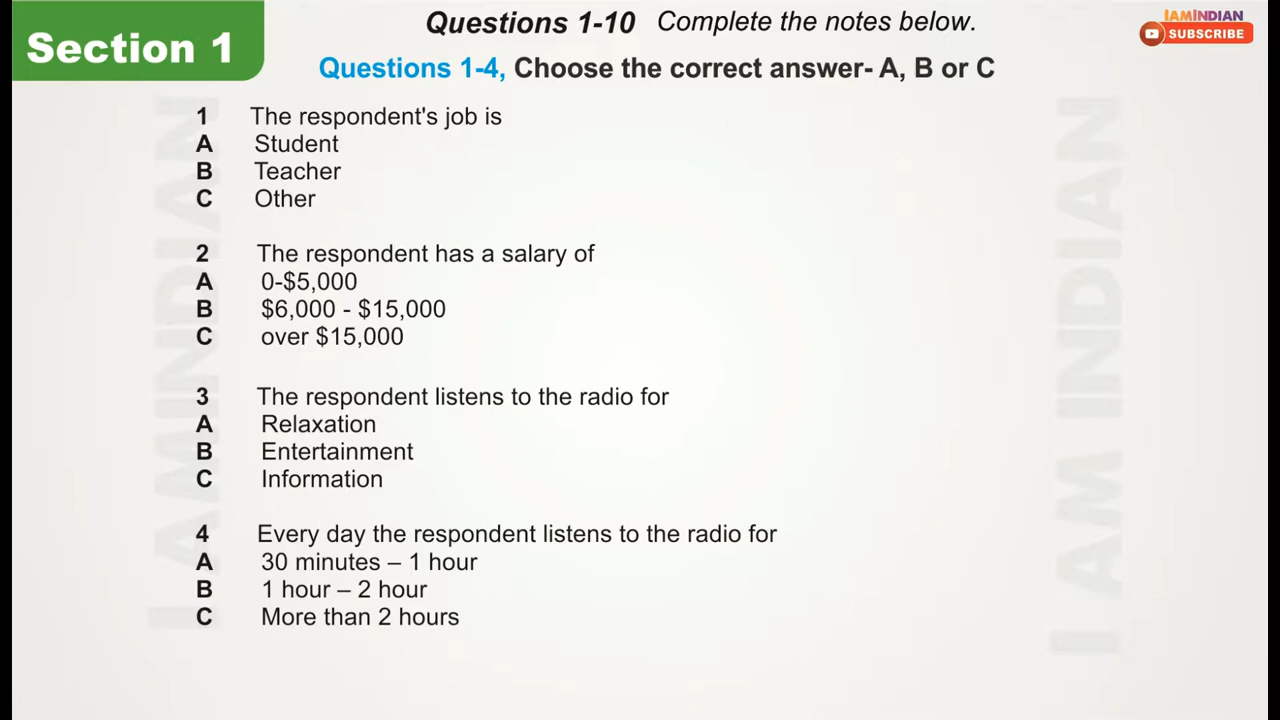 Section 1
Questions 1-10 Complete the notes below.
IAMINDIAN
SUBSCRIBE
Questions 1-4, Choose the correct answer- A, B or C
1 The respondent's job is
A Student
B Teacher
C Other
2 The respondent has a salary of
A 0-$5,000
B $6,000 - $15,000
C over $15,000
3 The respondent listens to the radio for
A Relaxation
B Entertainment
C Information
4 Every day the respondent listens to the radio for
A 30 minutes – 1 hour
B 1 hour – 2 hour
C More than 2 hours
I AM INDIAN
I AM INDIAN